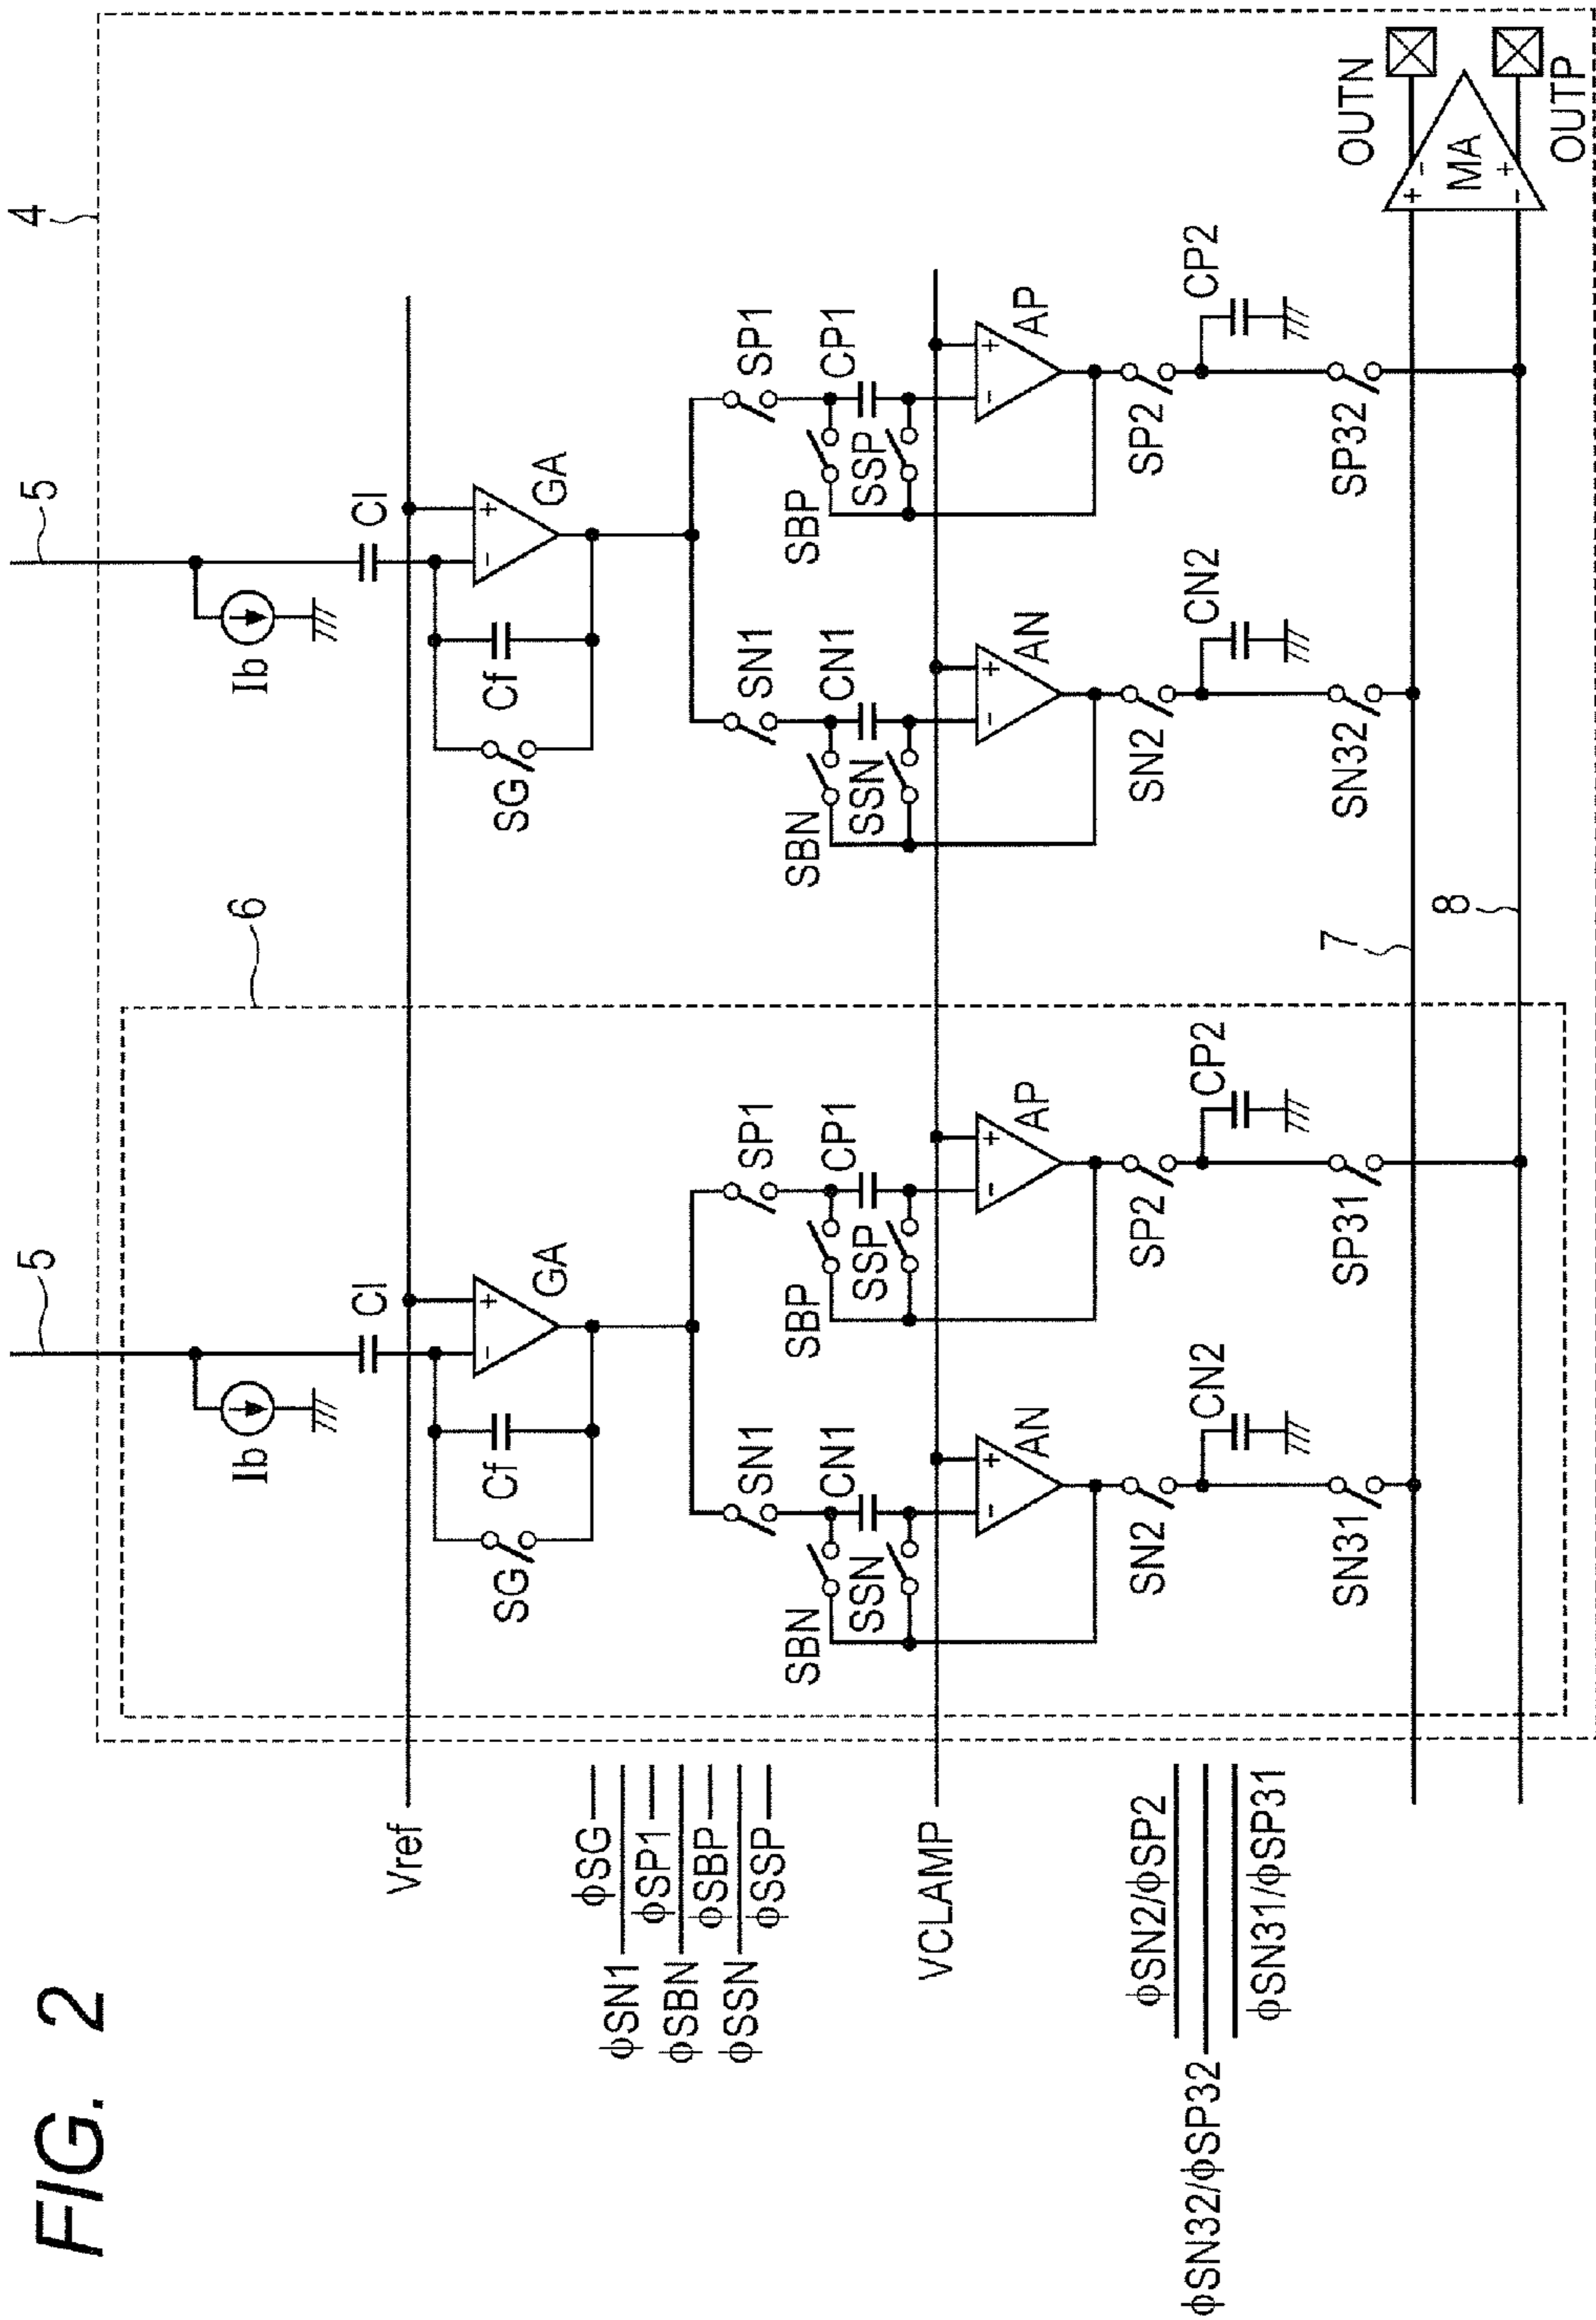 FIG. 2
4
5
5
6
Ib
CI
Ib
CI
Vref
GA
GA
Cf
Cf
SG
SG
ϕSG
ϕSN1
ϕSP1
ϕSBN
ϕSBP
ϕSSN
ϕSSP
SN1
SP1
SN1
SP1
SBN
SSN
CN1
SBP
SSP
CP1
SBN
SSN
CN1
SBP
SSP
CP1
VCLAMP
AN
AP
AN
AP
- +
- +
- +
- +
- +
- +
ϕSN2/ϕSP2
ϕSN32/ϕSP32
ϕSN31/ϕSP31
SN2
CN2
SP2
CP2
SN2
CN2
SP2
CP2
SN31
SP31
SN32
SP32
7
8
+ -
MA
- +
OUTN
OUTP